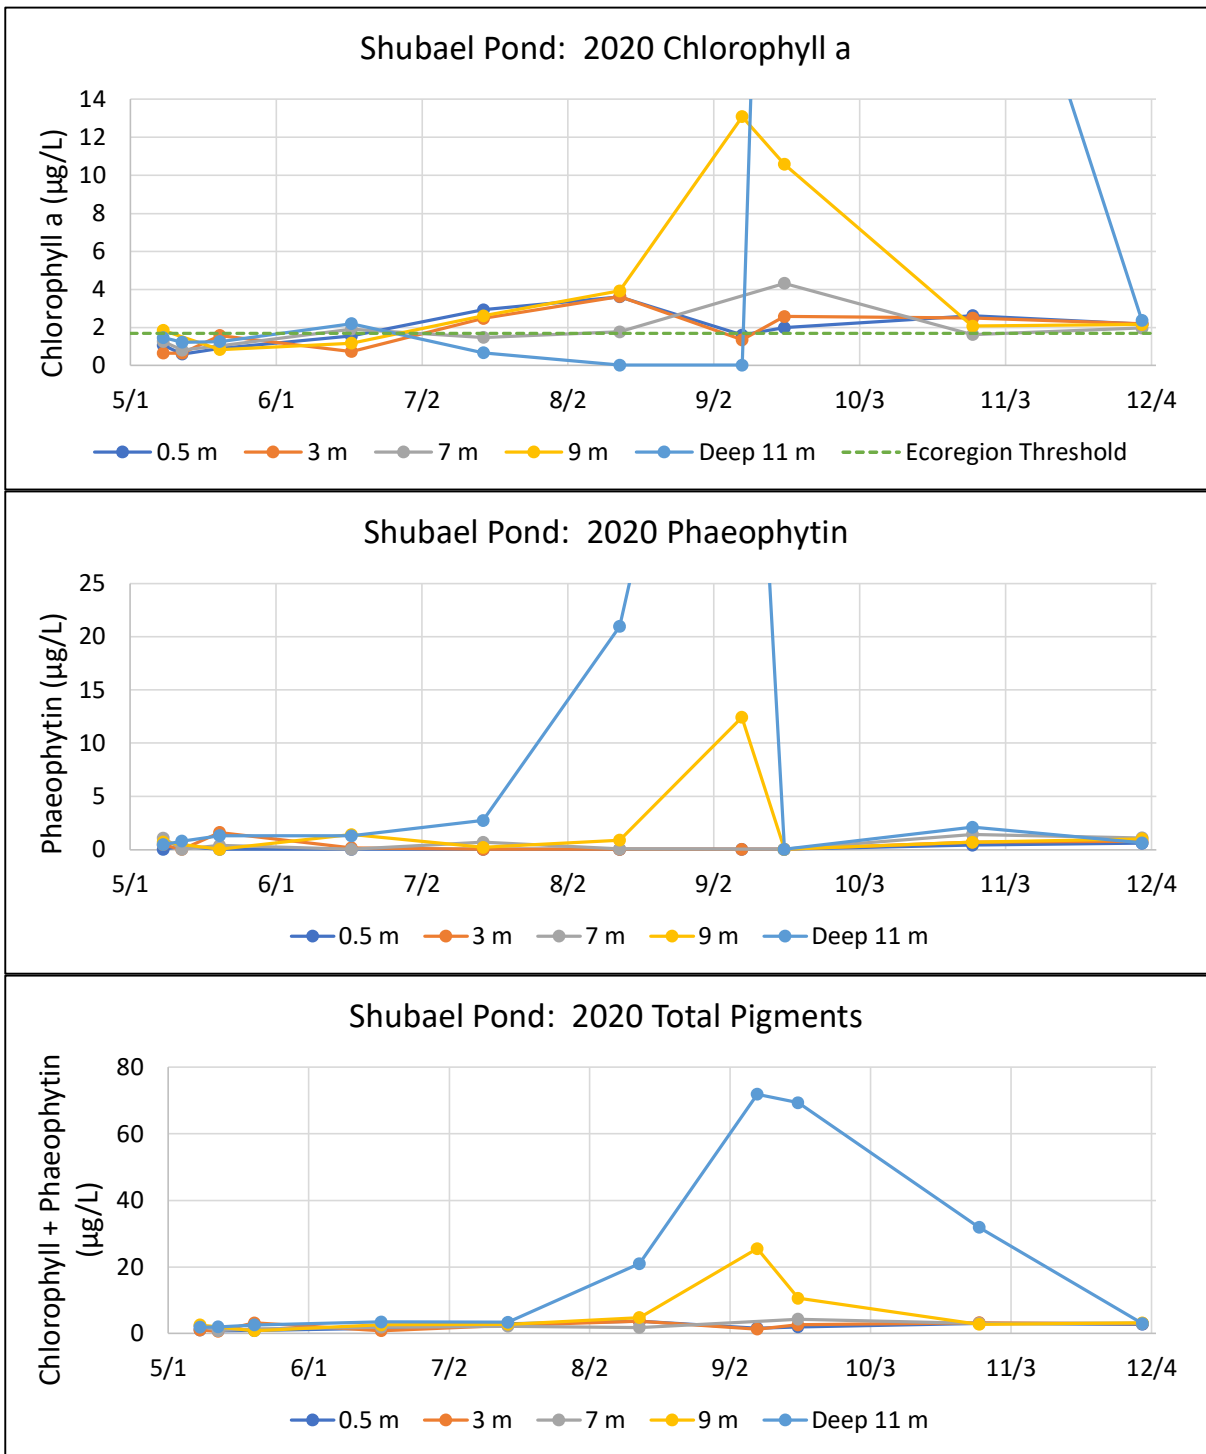 Shubael Pond:  2020 Chlorophyll a
Chlorophyll a (µg/L)
14
12
10
8
6
4
2
0
5/1 6/1 7/2 8/2 9/2 10/3 11/3 12/4
0.5 m 3 m 7 m 9 m Deep 11 m Ecoregion Threshold
Shubael Pond:  2020 Phaeophytin
Phaeophytin (µg/L)
25
20
15
10
5
0
5/1 6/1 7/2 8/2 9/2 10/3 11/3 12/4
0.5 m 3 m 7 m 9 m Deep 11 m
Shubael Pond:  2020 Total Pigments
Chlorophyll + Phaeophytin
(µg/L)
80
60
40
20
0
5/1 6/1 7/2 8/2 9/2 10/3 11/3 12/4
0.5 m 3 m 7 m 9 m Deep 11 m